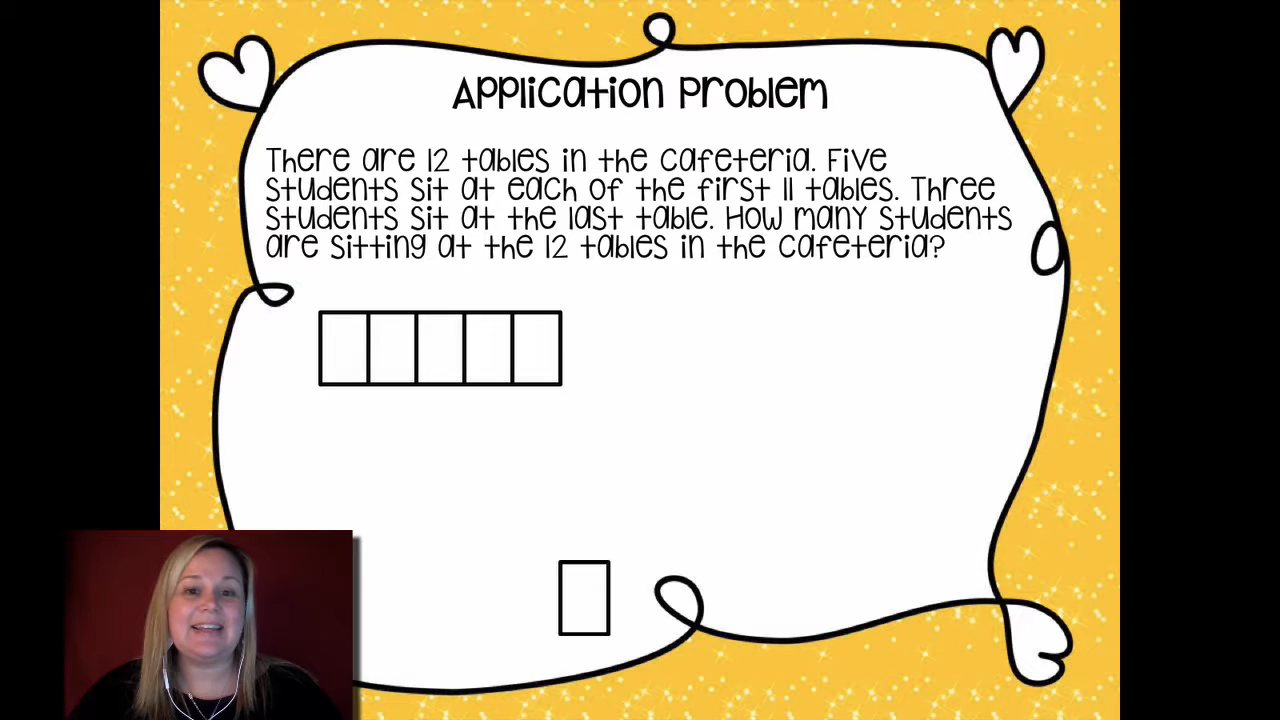 Application Problem
There are 12 tables in the cafeteria. Five
students sit at each of the first 11 tables. Three
students sit at the last table. How many students
are sitting at the 12 tables in the cafeteria?